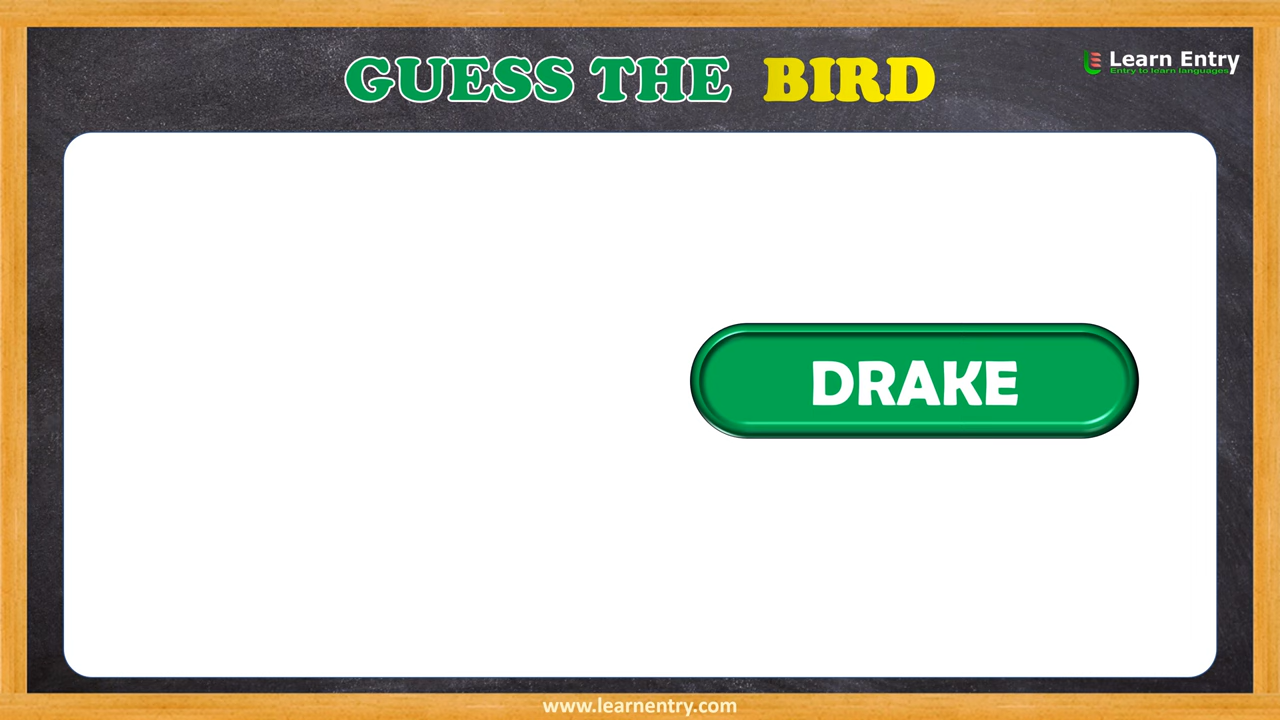 GUESS THE BIRD
Learn Entry
Entry to learn languages
DRAKE
www.learnentry.com